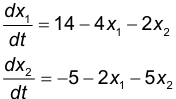 dx₁/dt = 14 − 4x₁ − 2x₂
dx₂/dt = −5 − 2x₁ − 5x₂